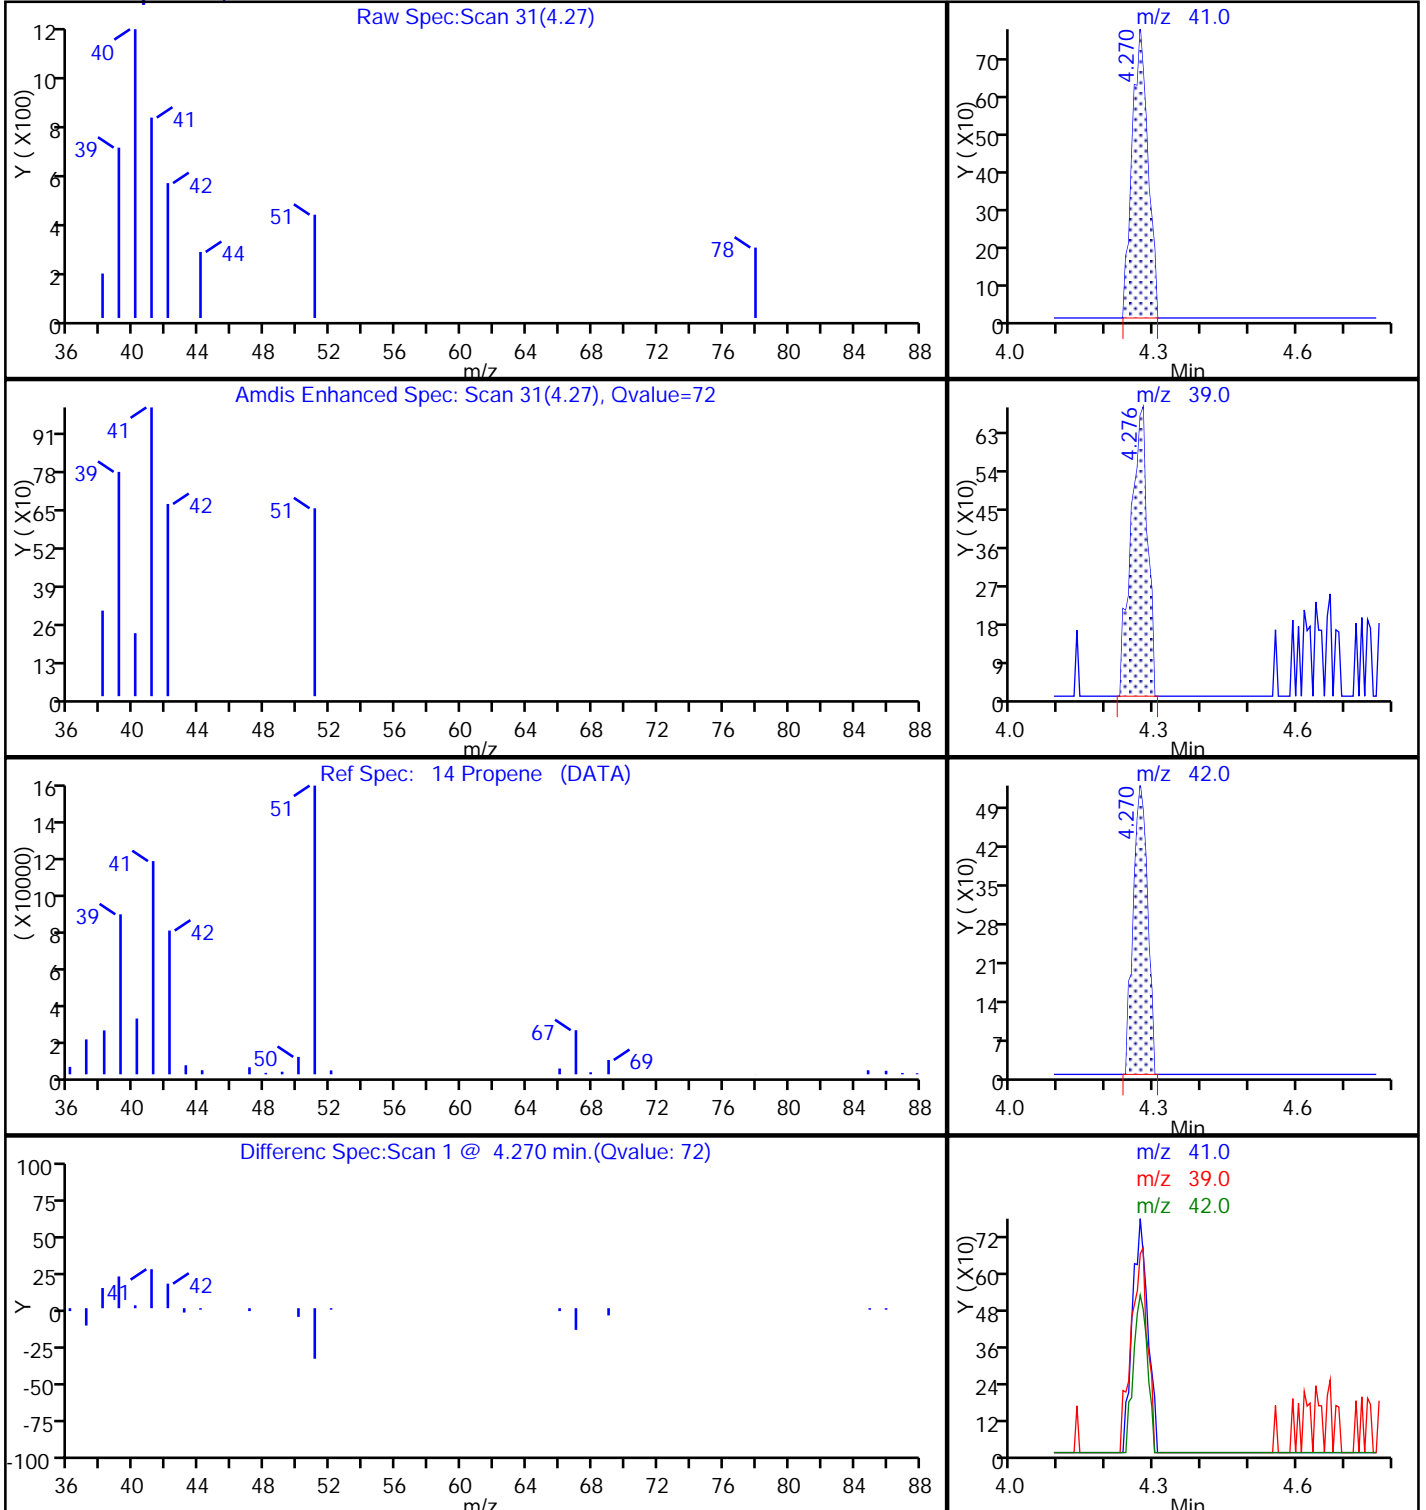 Raw Spec:Scan 31(4.27)
12
10
8
6
4
2
0
Y ( X100)
40
39
41
42
44
51
78
36 40 44 48 52 56 60 64 68 72 76 80 84 88
m/z
m/z 41.0
70
60
50
40
30
20
10
0
Y ( X10)
4.270
4.0 4.3 4.6
Min
Amdis Enhanced Spec: Scan 31(4.27), Qvalue=72
91
78
65
52
39
26
13
0
Y ( X10)
41
39
42
51
36 40 44 48 52 56 60 64 68 72 76 80 84 88
m/z
m/z 39.0
63
54
45
36
27
18
9
0
Y ( X10)
4.276
4.0 4.3 4.6
Min
Ref Spec: 14 Propene (DATA)
16
14
12
10
8
6
4
2
0
( X10000)
51
41
39
42
50
67
69
36 40 44 48 52 56 60 64 68 72 76 80 84 88
m/z
m/z 42.0
49
42
35
28
21
14
7
0
Y ( X10)
4.270
4.0 4.3 4.6
Min
Differenc Spec:Scan 1 @ 4.270 min.(Qvalue: 72)
100
75
50
25
0
-25
-50
-75
-100
Y
41
42
36 40 44 48 52 56 60 64 68 72 76 80 84 88
m/z
m/z 41.0
m/z 39.0
m/z 42.0
72
60
48
36
24
12
0
Y ( X10)
4.0 4.3 4.6
Min